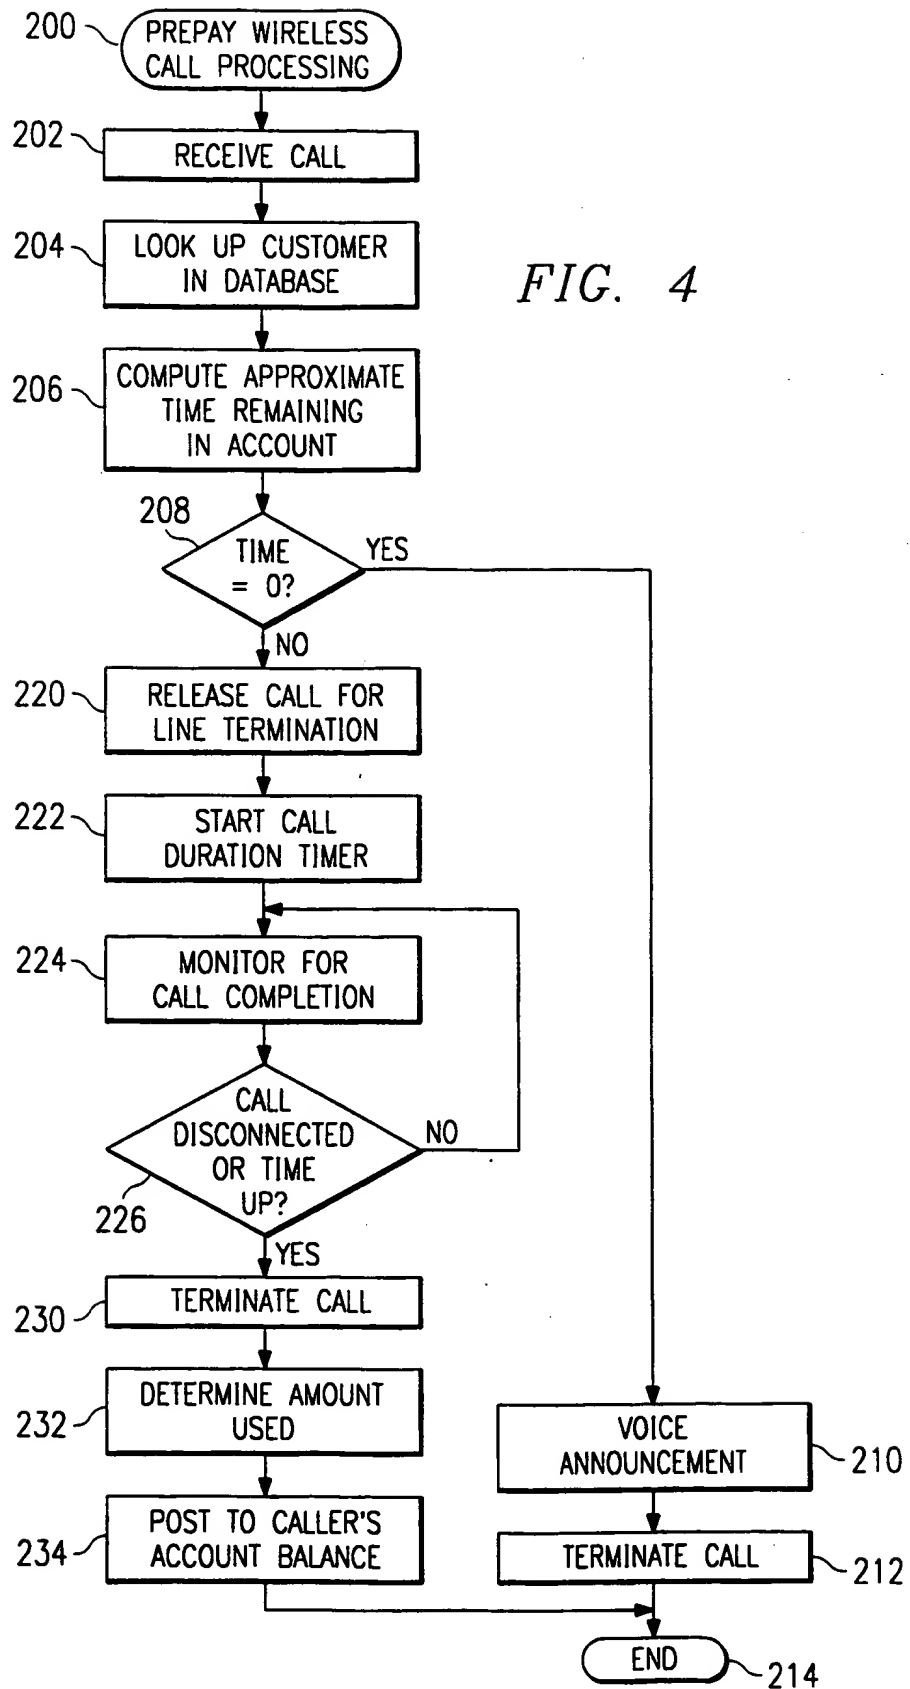 200
PREPAY WIRELESS
CALL PROCESSING
202
RECEIVE CALL
204
LOOK UP CUSTOMER
IN DATABASE
FIG. 4
206
COMPUTE APPROXIMATE
TIME REMAINING
IN ACCOUNT
208
TIME
= 0?
YES
NO
220
RELEASE CALL FOR
LINE TERMINATION
222
START CALL
DURATION TIMER
224
MONITOR FOR
CALL COMPLETION
CALL
DISCONNECTED
OR TIME
UP?
NO
226
YES
230
TERMINATE CALL
232
DETERMINE AMOUNT
USED
VOICE
ANNOUNCEMENT
210
234
POST TO CALLER'S
ACCOUNT BALANCE
TERMINATE CALL
212
END
214